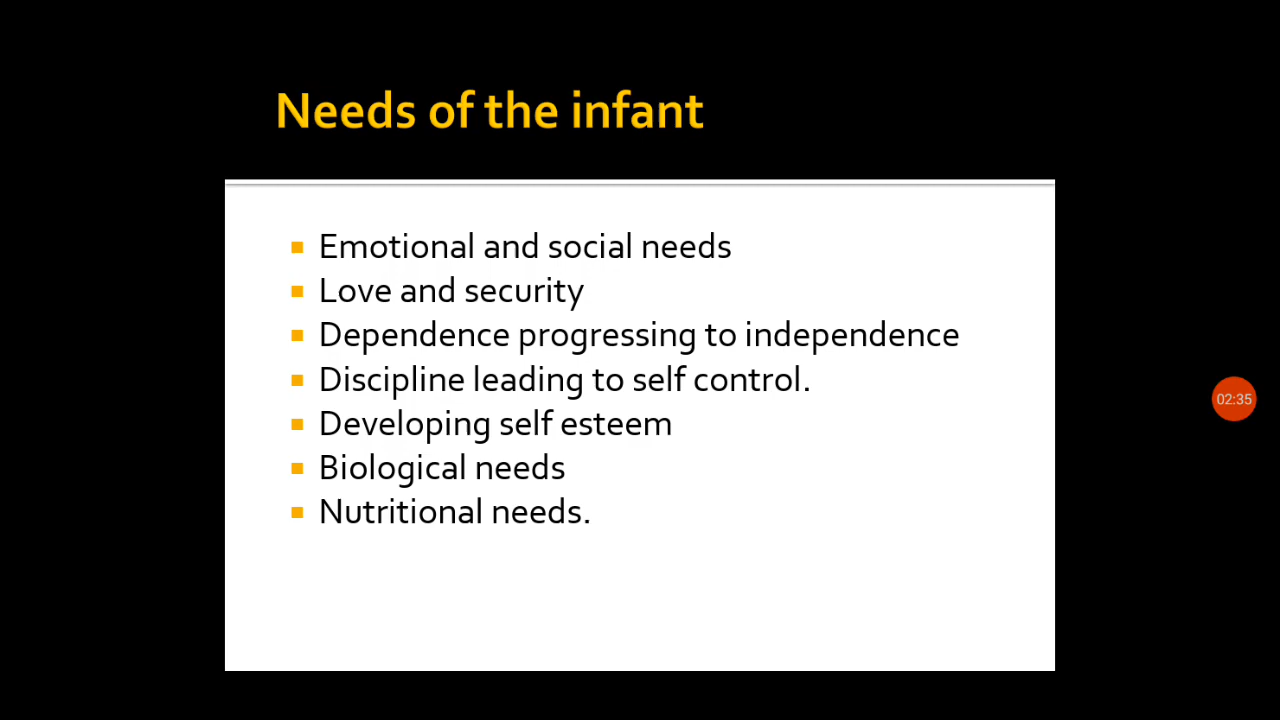 Needs of the infant
Emotional and social needs
Love and security
Dependence progressing to independence
Discipline leading to self control.
Developing self esteem
Biological needs
Nutritional needs.
02:35